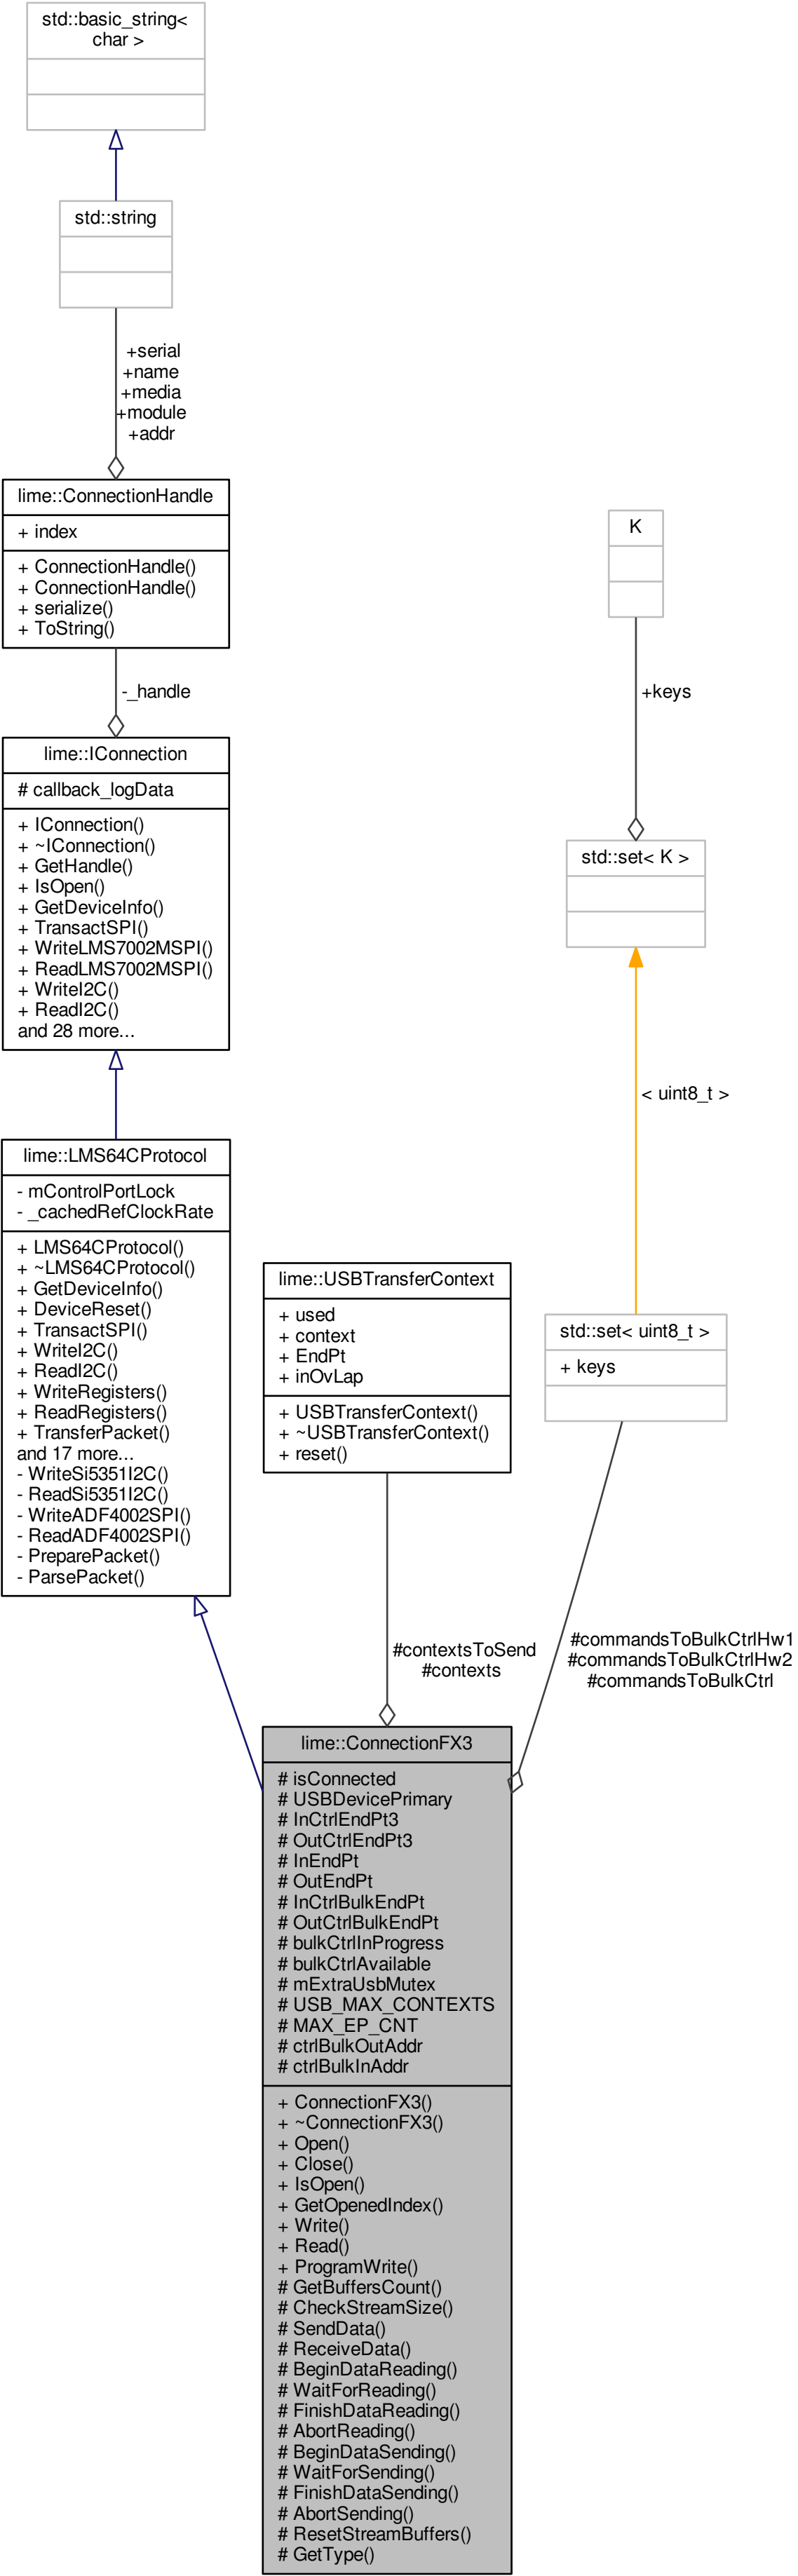 std::basic_string<
char >
std::string
+serial
+name
+media
+module
+addr
lime::ConnectionHandle
+ index
+ ConnectionHandle()
+ ConnectionHandle()
+ serialize()
+ ToString()
K
-_handle
+keys
lime::IConnection
# callback_logData
+ IConnection()
+ ~IConnection()
+ GetHandle()
+ IsOpen()
+ GetDeviceInfo()
+ TransactSPI()
+ WriteLMS7002MSPI()
+ ReadLMS7002MSPI()
+ WriteI2C()
+ ReadI2C()
and 28 more...
std::set< K >
< uint8_t >
lime::LMS64CProtocol
- mControlPortLock
- _cachedRefClockRate
+ LMS64CProtocol()
+ ~LMS64CProtocol()
+ GetDeviceInfo()
+ DeviceReset()
+ TransactSPI()
+ WriteI2C()
+ ReadI2C()
+ WriteRegisters()
+ ReadRegisters()
+ TransferPacket()
and 17 more...
- WriteSi5351I2C()
- ReadSi5351I2C()
- WriteADF4002SPI()
- ReadADF4002SPI()
- PreparePacket()
- ParsePacket()
lime::USBTransferContext
+ used
+ context
+ EndPt
+ inOvLap
+ USBTransferContext()
+ ~USBTransferContext()
+ reset()
std::set< uint8_t >
+ keys
#contextsToSend
#contexts
#commandsToBulkCtrlHw1
#commandsToBulkCtrlHw2
#commandsToBulkCtrl
lime::ConnectionFX3
# isConnected
# USBDevicePrimary
# InCtrlEndPt3
# OutCtrlEndPt3
# InEndPt
# OutEndPt
# InCtrlBulkEndPt
# OutCtrlBulkEndPt
# bulkCtrlInProgress
# bulkCtrlAvailable
# mExtraUsbMutex
# USB_MAX_CONTEXTS
# MAX_EP_CNT
# ctrlBulkOutAddr
# ctrlBulkInAddr
+ ConnectionFX3()
+ ~ConnectionFX3()
+ Open()
+ Close()
+ IsOpen()
+ GetOpenedIndex()
+ Write()
+ Read()
+ ProgramWrite()
# GetBuffersCount()
# CheckStreamSize()
# SendData()
# ReceiveData()
# BeginDataReading()
# WaitForReading()
# FinishDataReading()
# AbortReading()
# BeginDataSending()
# WaitForSending()
# FinishDataSending()
# AbortSending()
# ResetStreamBuffers()
# GetType()